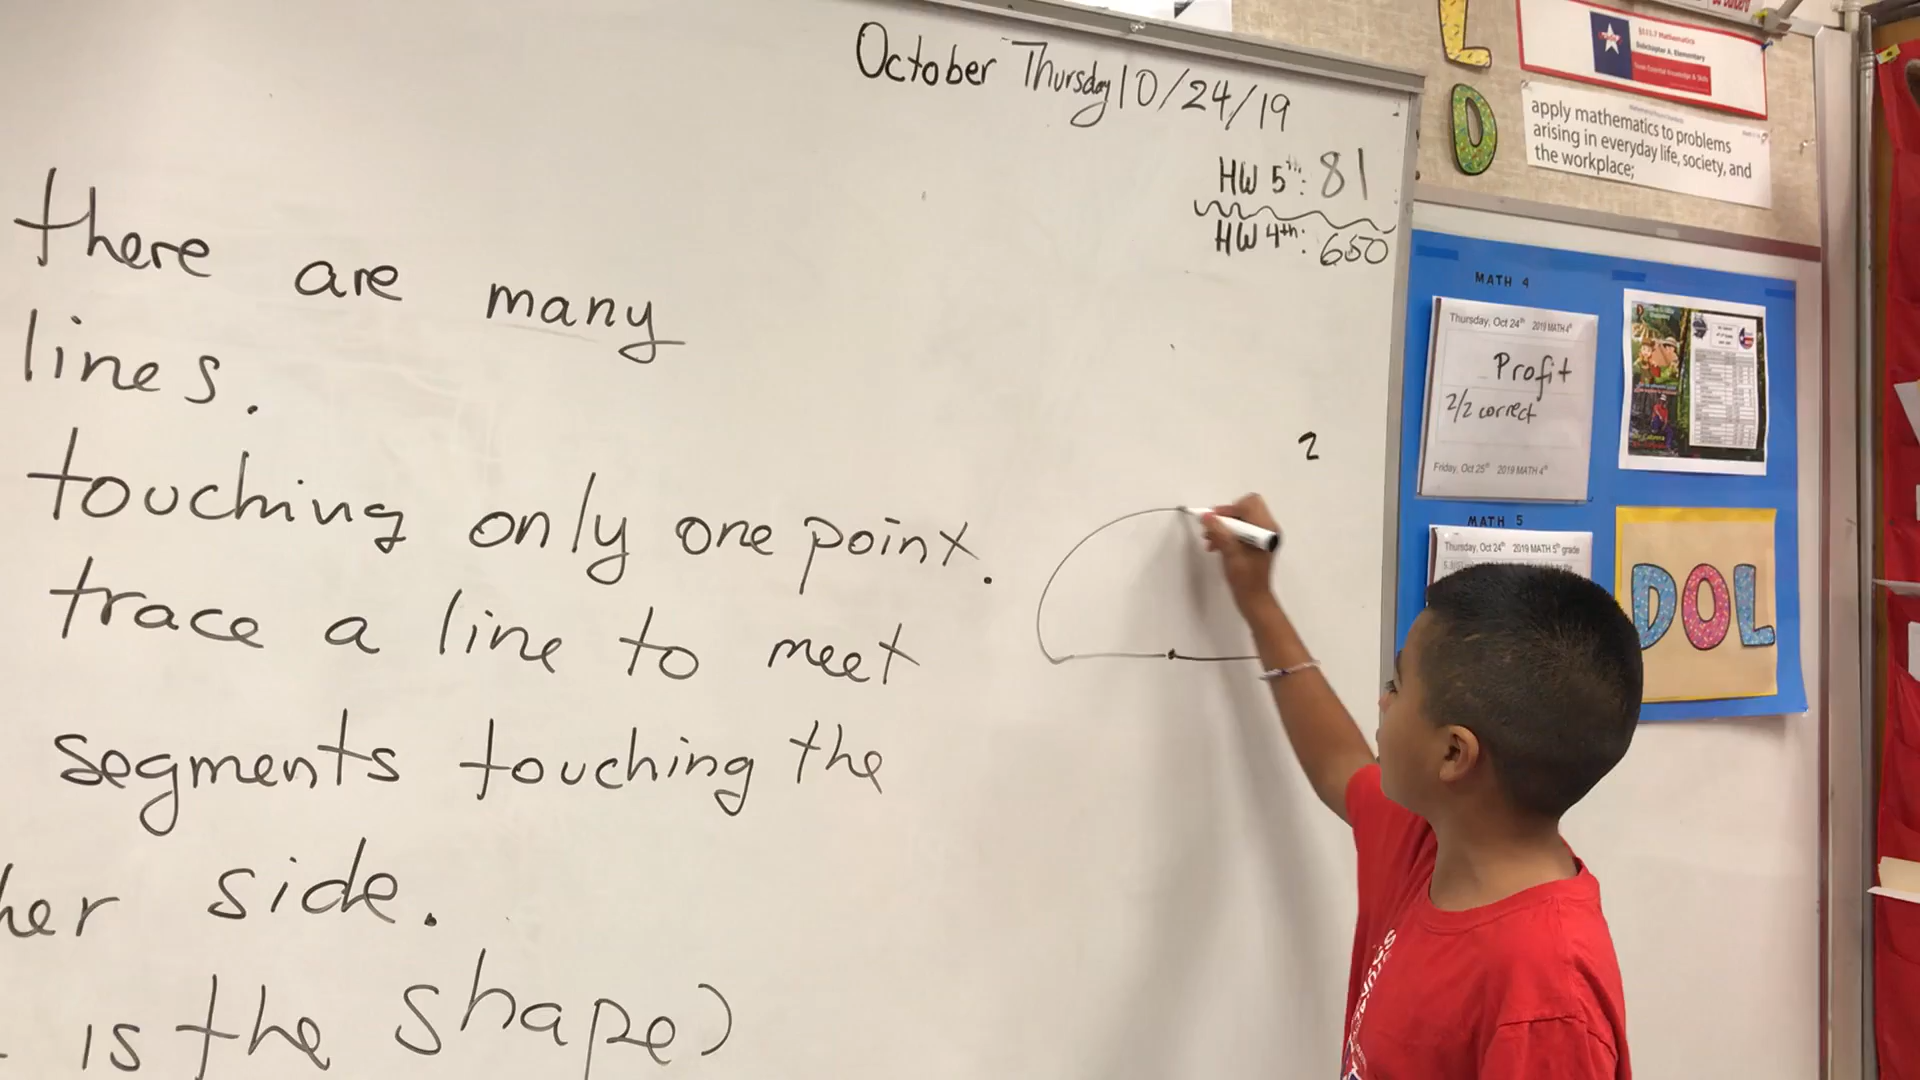 October Thursday 10/24/19
HW 5th: 81
HW 4th: 650
there are many
lines.
touching only one point.
trace a line to meet
segments touching the
her side.
is the shape)
2
L
D
§111.7 Mathematics
apply mathematics to problems
arising in everyday life, society, and
the workplace;
MATH 4
Thursday, Oct 24th 2019 MATH 4th
Profit
2/2 correct
Friday, Oct 25th 2019 MATH 4th
MATH 5
Thursday, Oct 24th 2019 MATH 5th grade
DOL